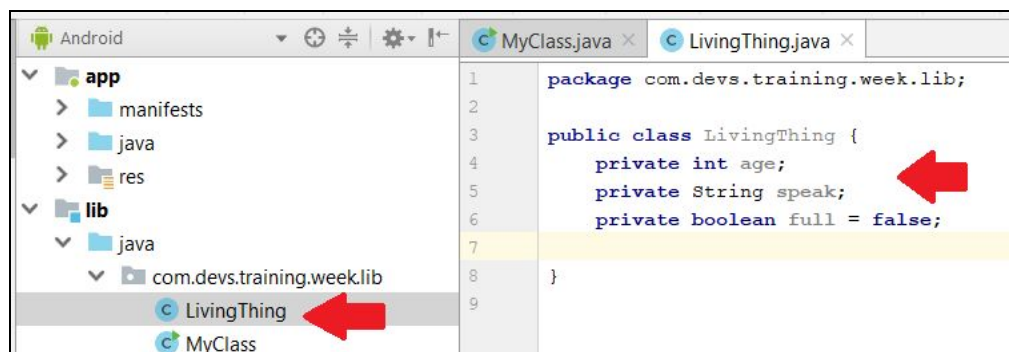 Android
MyClass.java
LivingThing.java
app
manifests
java
res
lib
java
com.devs.training.week.lib
LivingThing
MyClass
1 package com.devs.training.week.lib;
2
3 public class LivingThing {
4 private int age;
5 private String speak;
6 private boolean full = false;
7
8 }
9